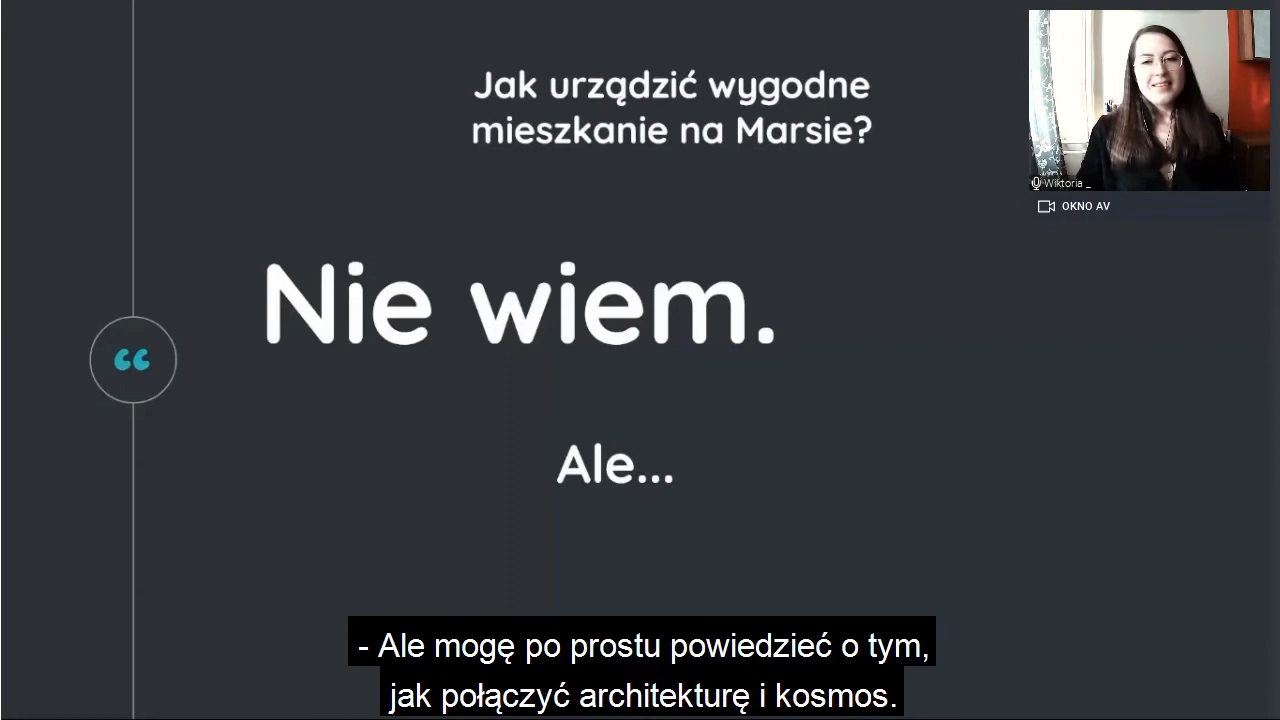 Jak urządzić wygodne
mieszkanie na Marsie?
Wiktoria _
OKNO AV
Nie wiem.
“
Ale...
- Ale mogę po prostu powiedzieć o tym,
jak połączyć architekturę i kosmos.